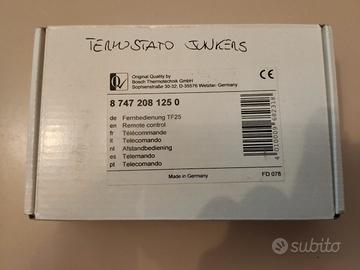 TERMOSTATO JUNKERS
Original Quality by
Bosch Thermotechnik GmbH
Sophienstraße 30-32, D-35576 Wetzlar, Germany
CE
8 747 208 125 0
de Fernbedienung TF25
en Remote control
fr Télécommande
it Telecomando
nl Afstandbediening
es Telemando
pt Telecomando
4010009682318
Made in Germany
FD 078
subito